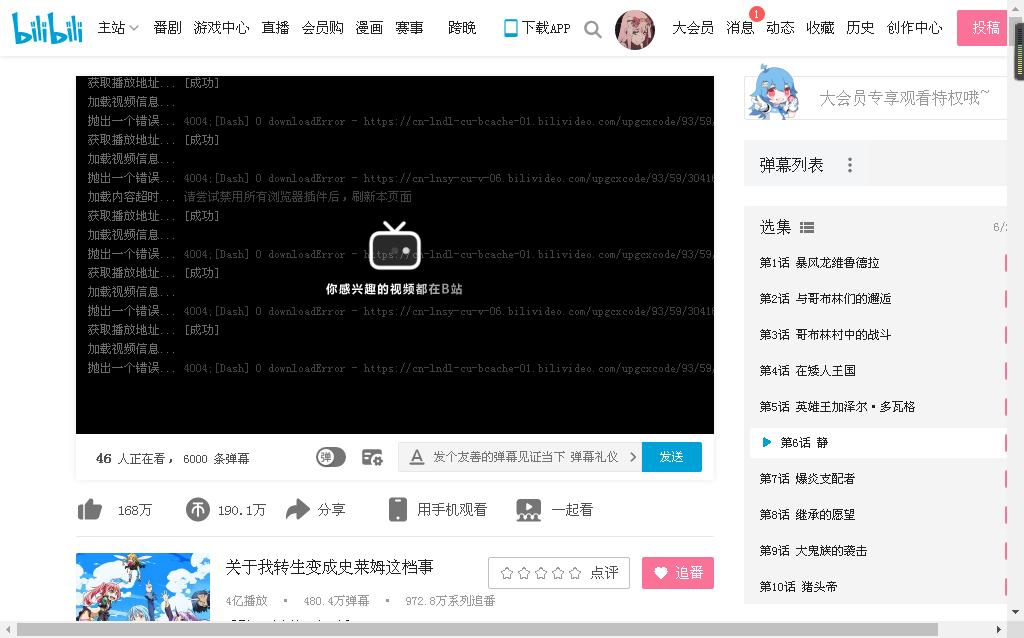 bilibili 主站 番剧 游戏中心 直播 会员购 漫画 赛事 跨晚 下载APP 大会员 消息 1 动态 收藏 历史 创作中心 投稿
获取播放地址... [成功]
加载视频信息...
抛出一个错误... 4004;[Dash] 0 downloadError - https://cn-lndl-cu-bcache-01.bilivideo.com/upgcxcode/93/59/
获取播放地址... [成功]
加载视频信息...
抛出一个错误... 4004;[Dash] 0 downloadError - https://cn-lnsy-cu-v-06.bilivideo.com/upgcxcode/93/59/30416
加载内容超时... 请尝试禁用所有浏览器插件后，刷新本页面
获取播放地址... [成功]
加载视频信息...
抛出一个错误... 4004;[Dash] 0 downloadError - https://cn-lndl-cu-bcache-01.bilivideo.com/upgcxcode/93/59/
获取播放地址... [成功]
加载视频信息...
你感兴趣的视频都在B站
抛出一个错误... 4004;[Dash] 0 downloadError - https://cn-lnsy-cu-v-06.bilivideo.com/upgcxcode/93/59/30416
获取播放地址... [成功]
加载视频信息...
抛出一个错误... 4004;[Dash] 0 downloadError - https://cn-lndl-cu-bcache-01.bilivideo.com/upgcxcode/93/59/
46 人正在看， 6000 条弹幕
弹
A 发个友善的弹幕见证当下 弹幕礼仪 > 发送
168万 190.1万 分享 用手机观看 一起看
关于我转生变成史莱姆这档事
点评 追番
4亿播放 · 480.4万弹幕 · 972.8万系列追番
大会员专享观看特权哦~
弹幕列表
选集 6/
第1话 暴风龙维鲁德拉
第2话 与哥布林们的邂逅
第3话 哥布林村中的战斗
第4话 在矮人王国
第5话 英雄王加泽尔·多瓦格
第6话 静
第7话 爆炎支配者
第8话 继承的愿望
第9话 大鬼族的袭击
第10话 猪头帝